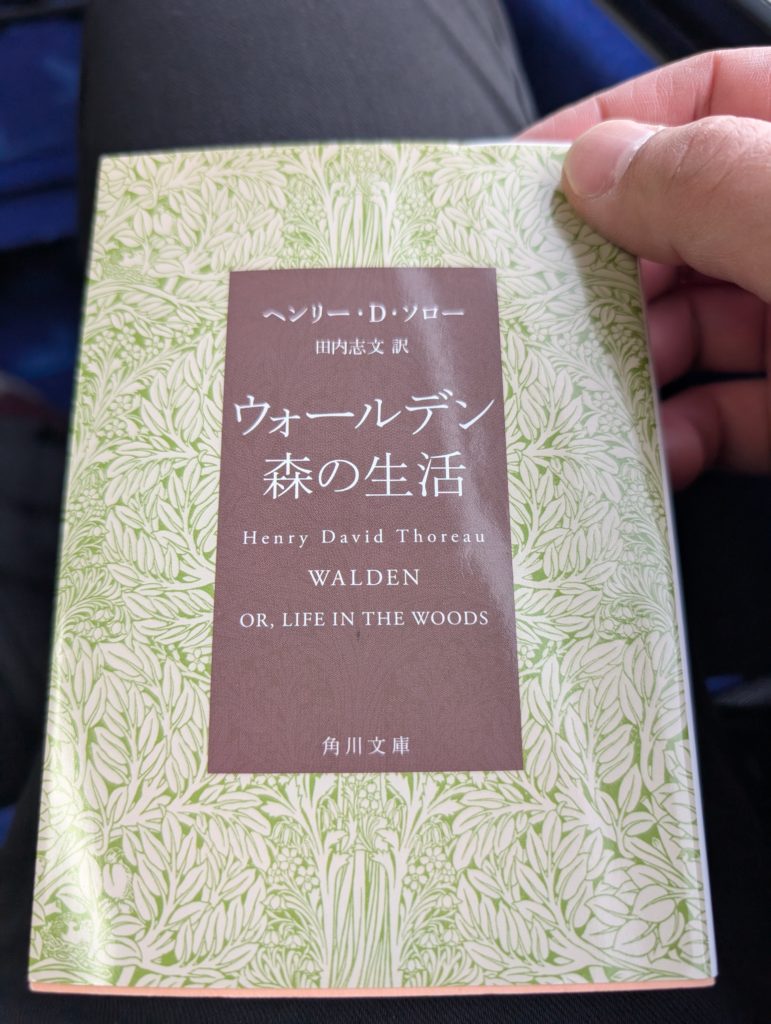 ヘンリー・D・ソロー
田内志文 訳
ウォールデン
森の生活
Henry David Thoreau
WALDEN
OR, LIFE IN THE WOODS
角川文庫